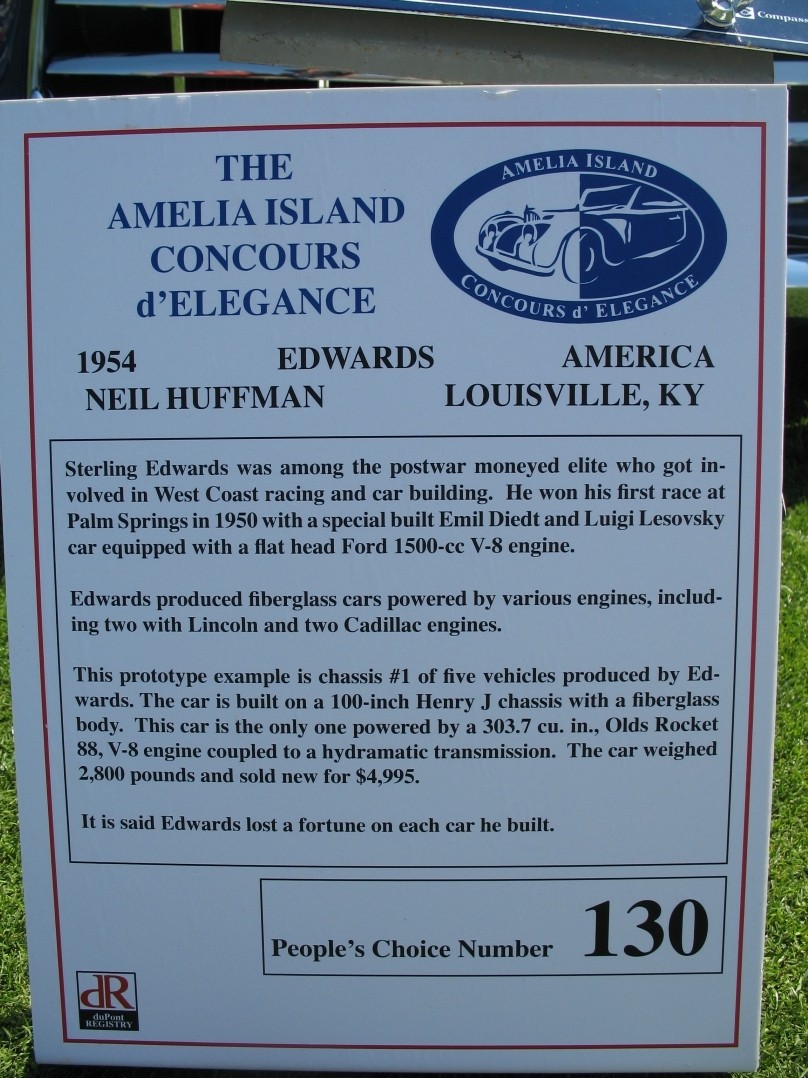 Compass
THE
AMELIA ISLAND
CONCOURS
d'ELEGANCE
AMELIA ISLAND
CONCOURS d' ELEGANCE
1954 EDWARDS AMERICA
NEIL HUFFMAN LOUISVILLE, KY
Sterling Edwards was among the postwar moneyed elite who got in-
volved in West Coast racing and car building. He won his first race at
Palm Springs in 1950 with a special built Emil Diedt and Luigi Lesovsky
car equipped with a flat head Ford 1500-cc V-8 engine.
Edwards produced fiberglass cars powered by various engines, includ-
ing two with Lincoln and two Cadillac engines.
This prototype example is chassis #1 of five vehicles produced by Ed-
wards. The car is built on a 100-inch Henry J chassis with a fiberglass
body. This car is the only one powered by a 303.7 cu. in., Olds Rocket
88, V-8 engine coupled to a hydramatic transmission. The car weighed
2,800 pounds and sold new for $4,995.
It is said Edwards lost a fortune on each car he built.
People's Choice Number 130
dR
duPont
REGISTRY